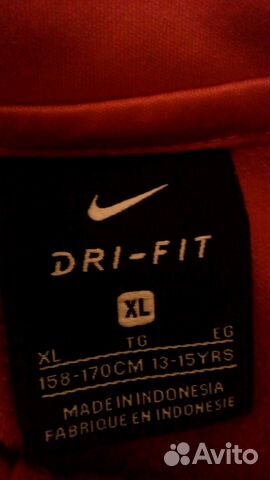 DRI-FIT
XL
XL TG EG
158-170CM 13-15YRS
MADE IN INDONESIA
FABRIQUE EN INDONESIE
Avito